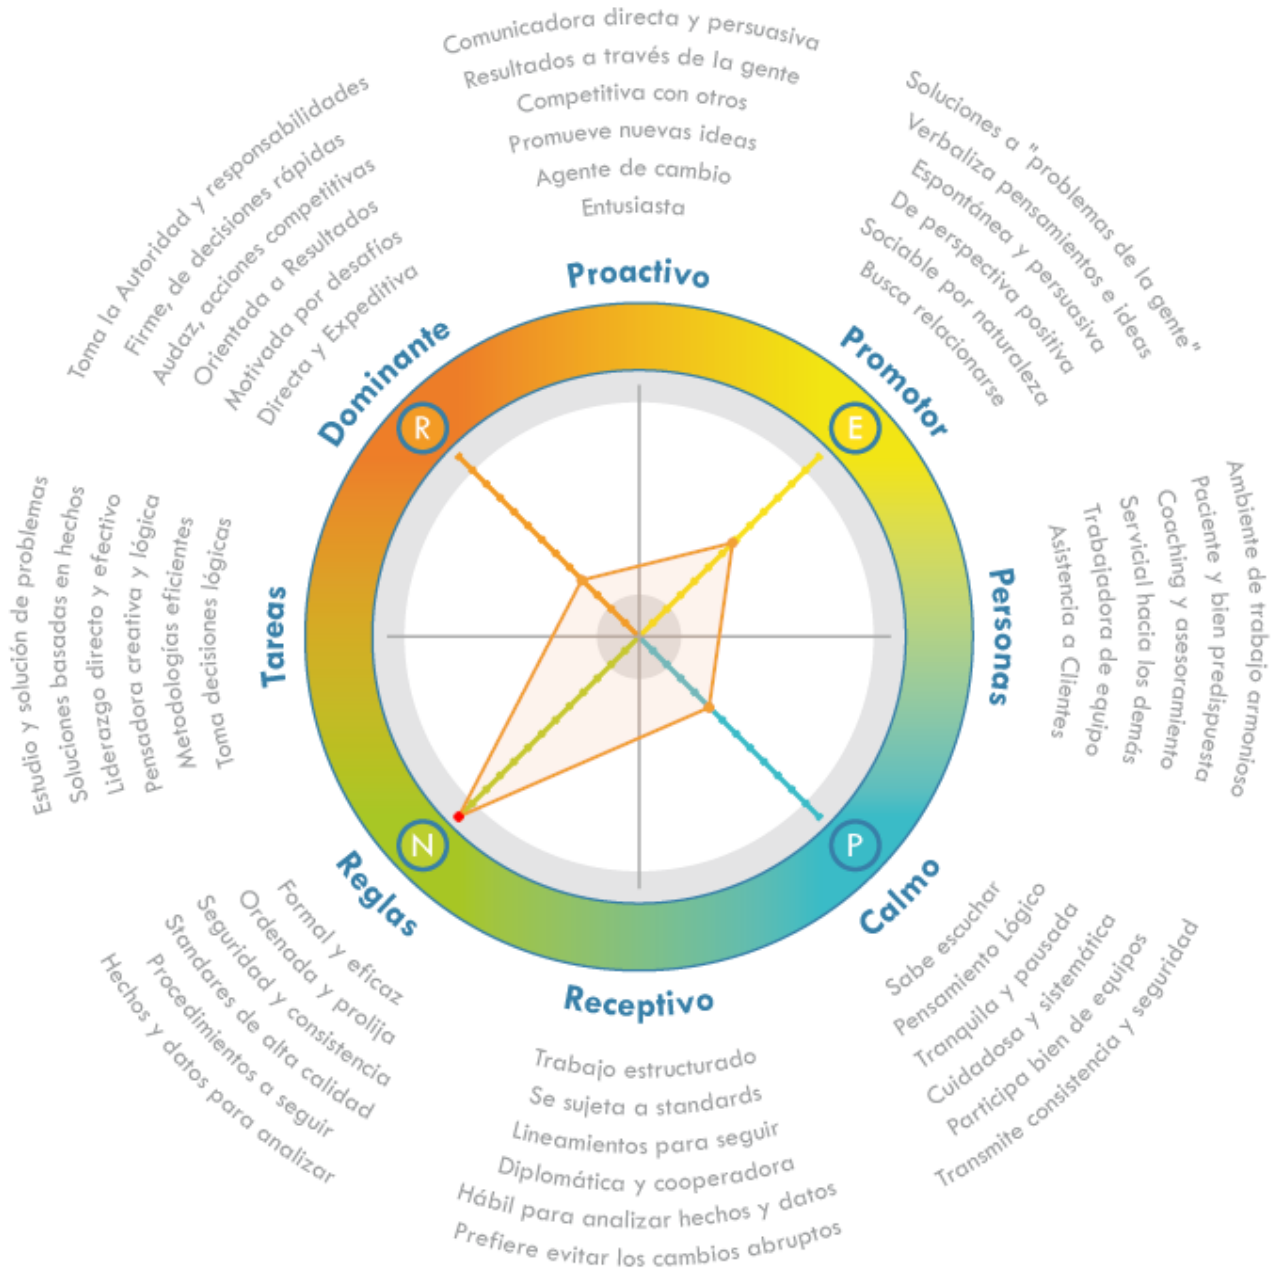 Comunicadora directa y persuasiva
Resultados a través de la gente
Competitiva con otros
Promueve nuevas ideas
Agente de cambio
Entusiasta
Proactivo
Soluciones a "problemas de la gente"
Verbaliza pensamientos e ideas
Espontánea y persuasiva
De perspectiva positiva
Sociable por naturaleza
Busca relacionarse
Promotor
E
Ambiente de trabajo armonioso
Paciente y bien predispuesta
Coaching y asesoramiento
Servicial hacia los demás
Trabajadora de equipo
Asistencia a Clientes
Personas
P
Calmo
Sabe escuchar
Pensamiento Lógico
Tranquila y pausada
Cuidadosa y sistemática
Participa bien de equipos
Transmite consistencia y seguridad
Receptivo
Trabajo estructurado
Se sujeta a standards
Lineamientos para seguir
Diplomática y cooperadora
Hábil para analizar hechos y datos
Prefiere evitar los cambios abruptos
N
Reglas
Formal y eficaz
Ordenada y prolija
Seguridad y consistencia
Standares de alta calidad
Procedimientos a seguir
Hechos y datos para analizar
Tareas
Estudio y solución de problemas
Soluciones basadas en hechos
Liderazgo directo y efectivo
Pensadora creativa y lógica
Metodologías eficientes
Toma decisiones lógicas
R
Dominante
Toma la Autoridad y responsabilidades
Firme, de decisiones rápidas
Audaz, acciones competitivas
Orientada a Resultados
Motivada por desafíos
Directa y Expeditiva